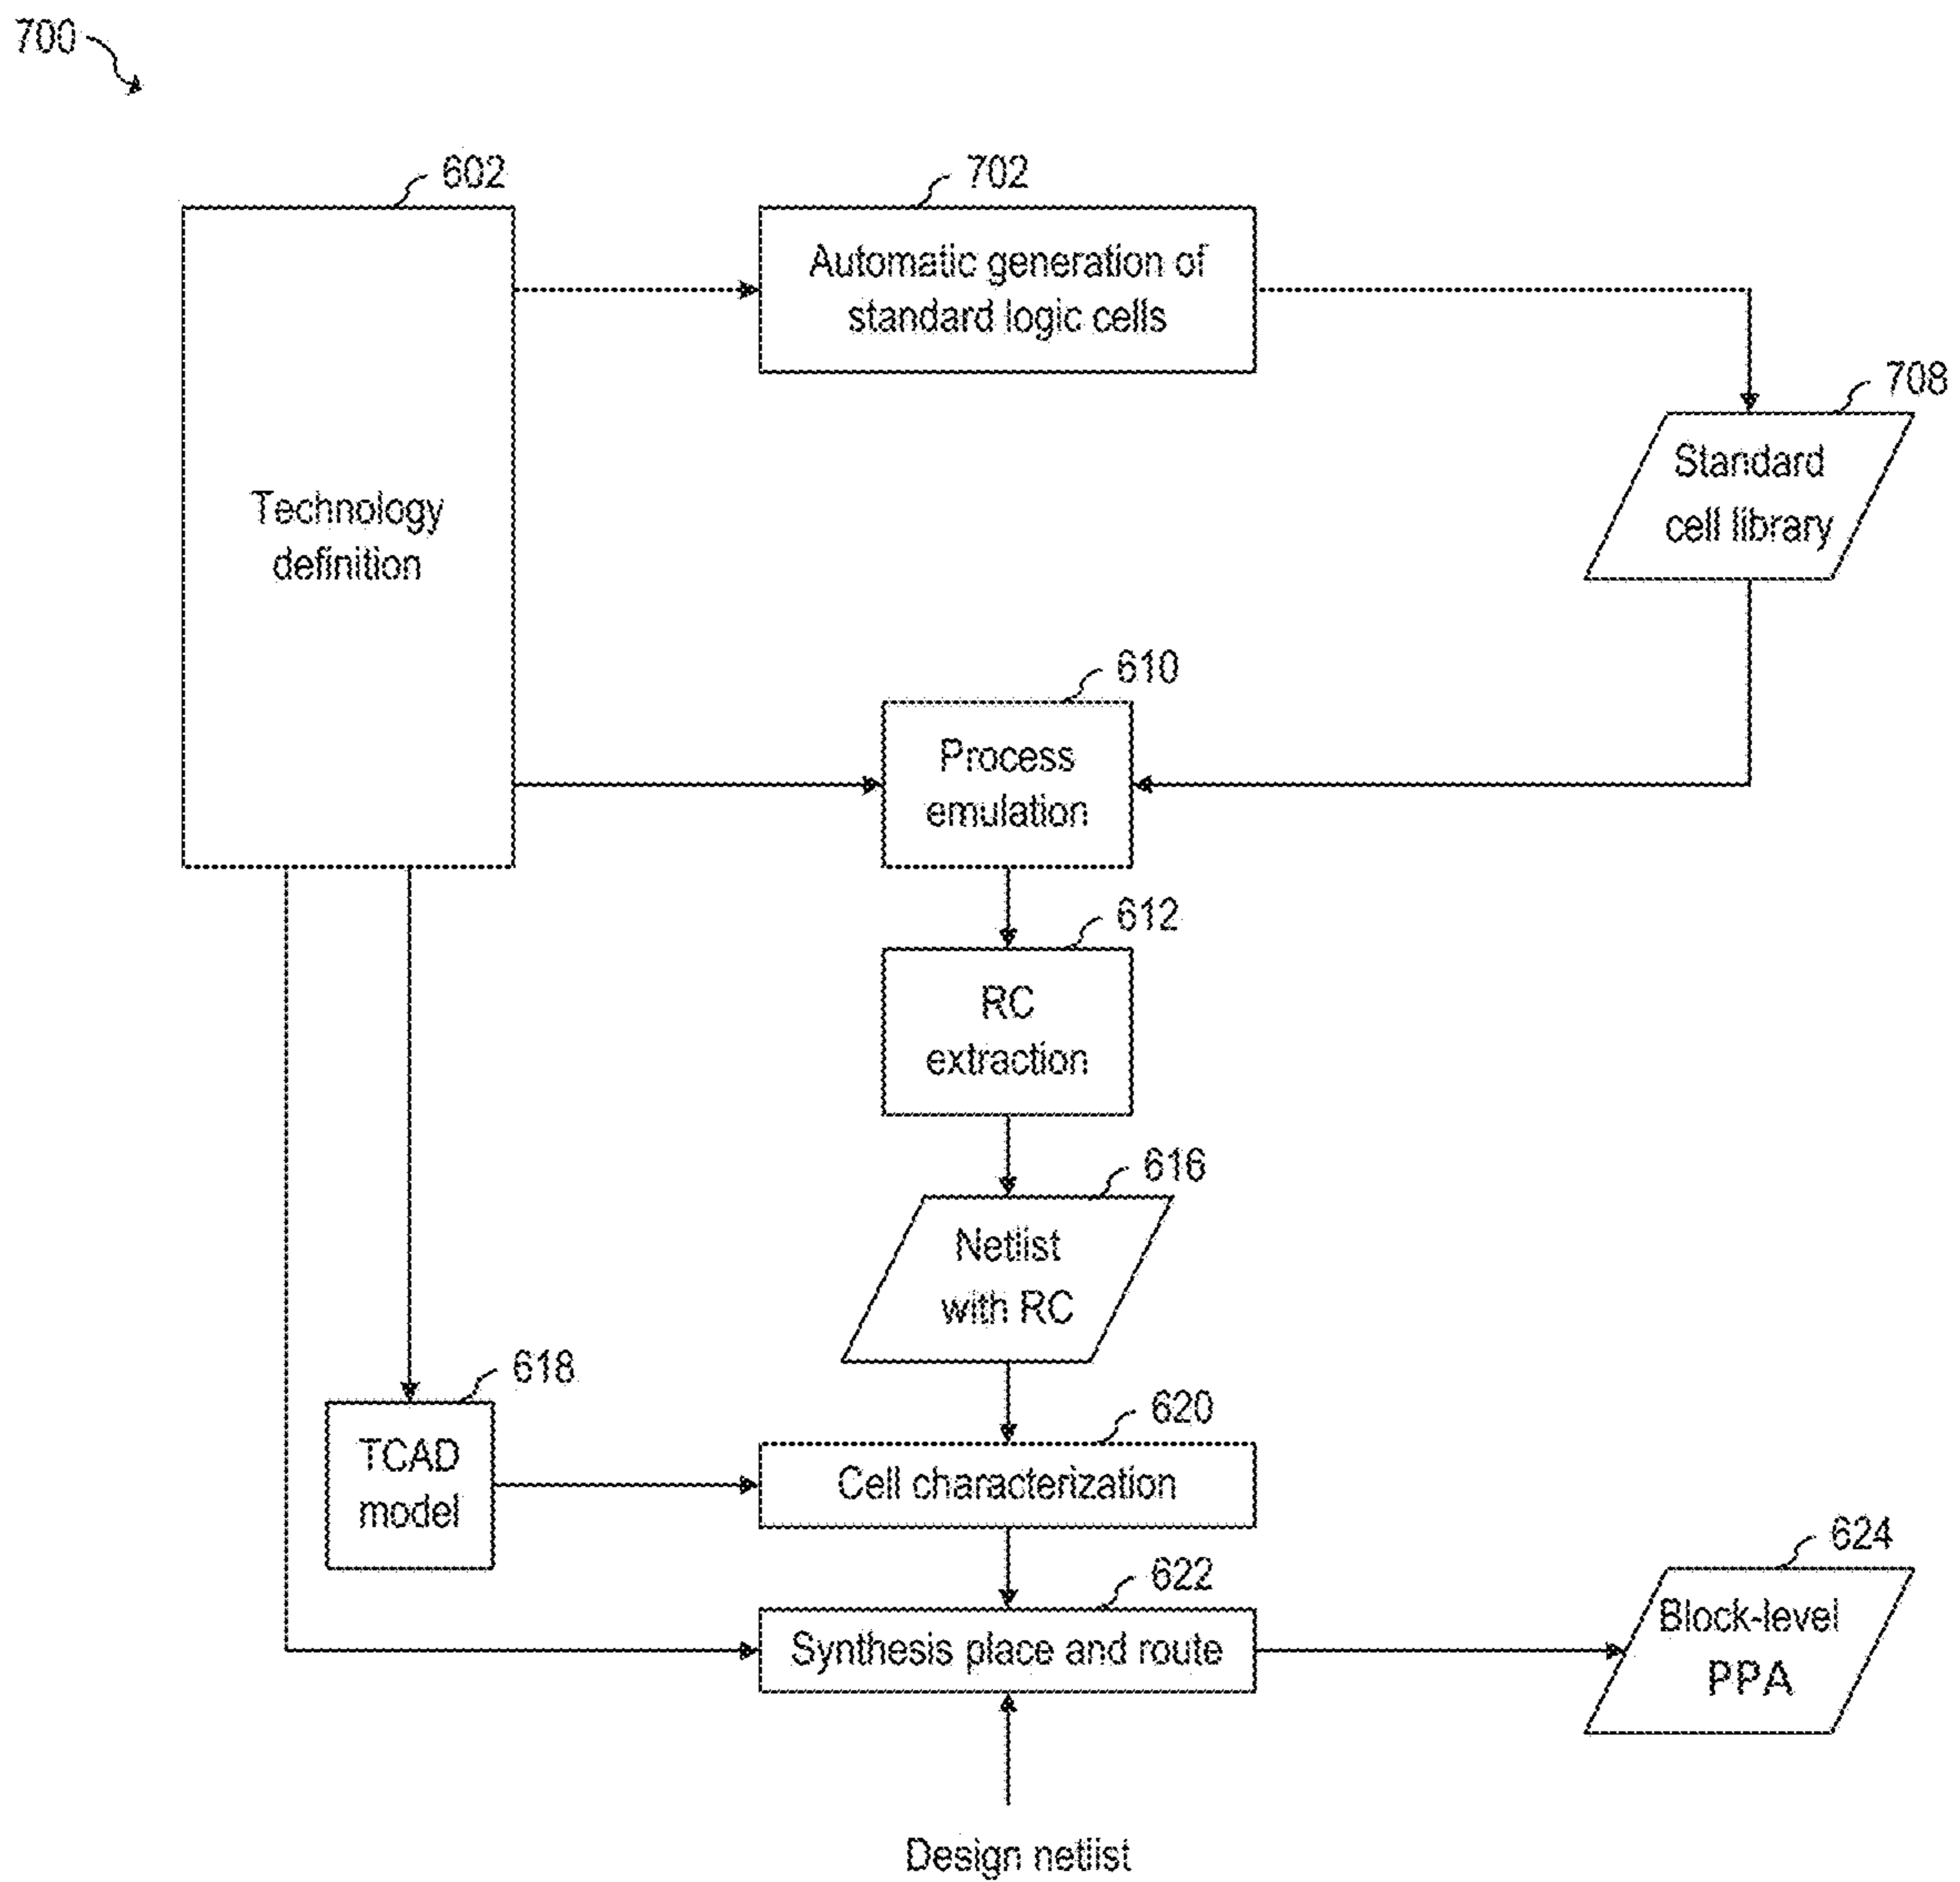 700
602
702
Technology
definition
Automatic generation of
standard logic cells
708
Standard
cell library
610
Process
emulation
612
RC
extraction
616
Netlist
with RC
618
TCAD
model
620
Cell characterization
622
Synthesis place and route
624
Block-level
PPA
Design netlist